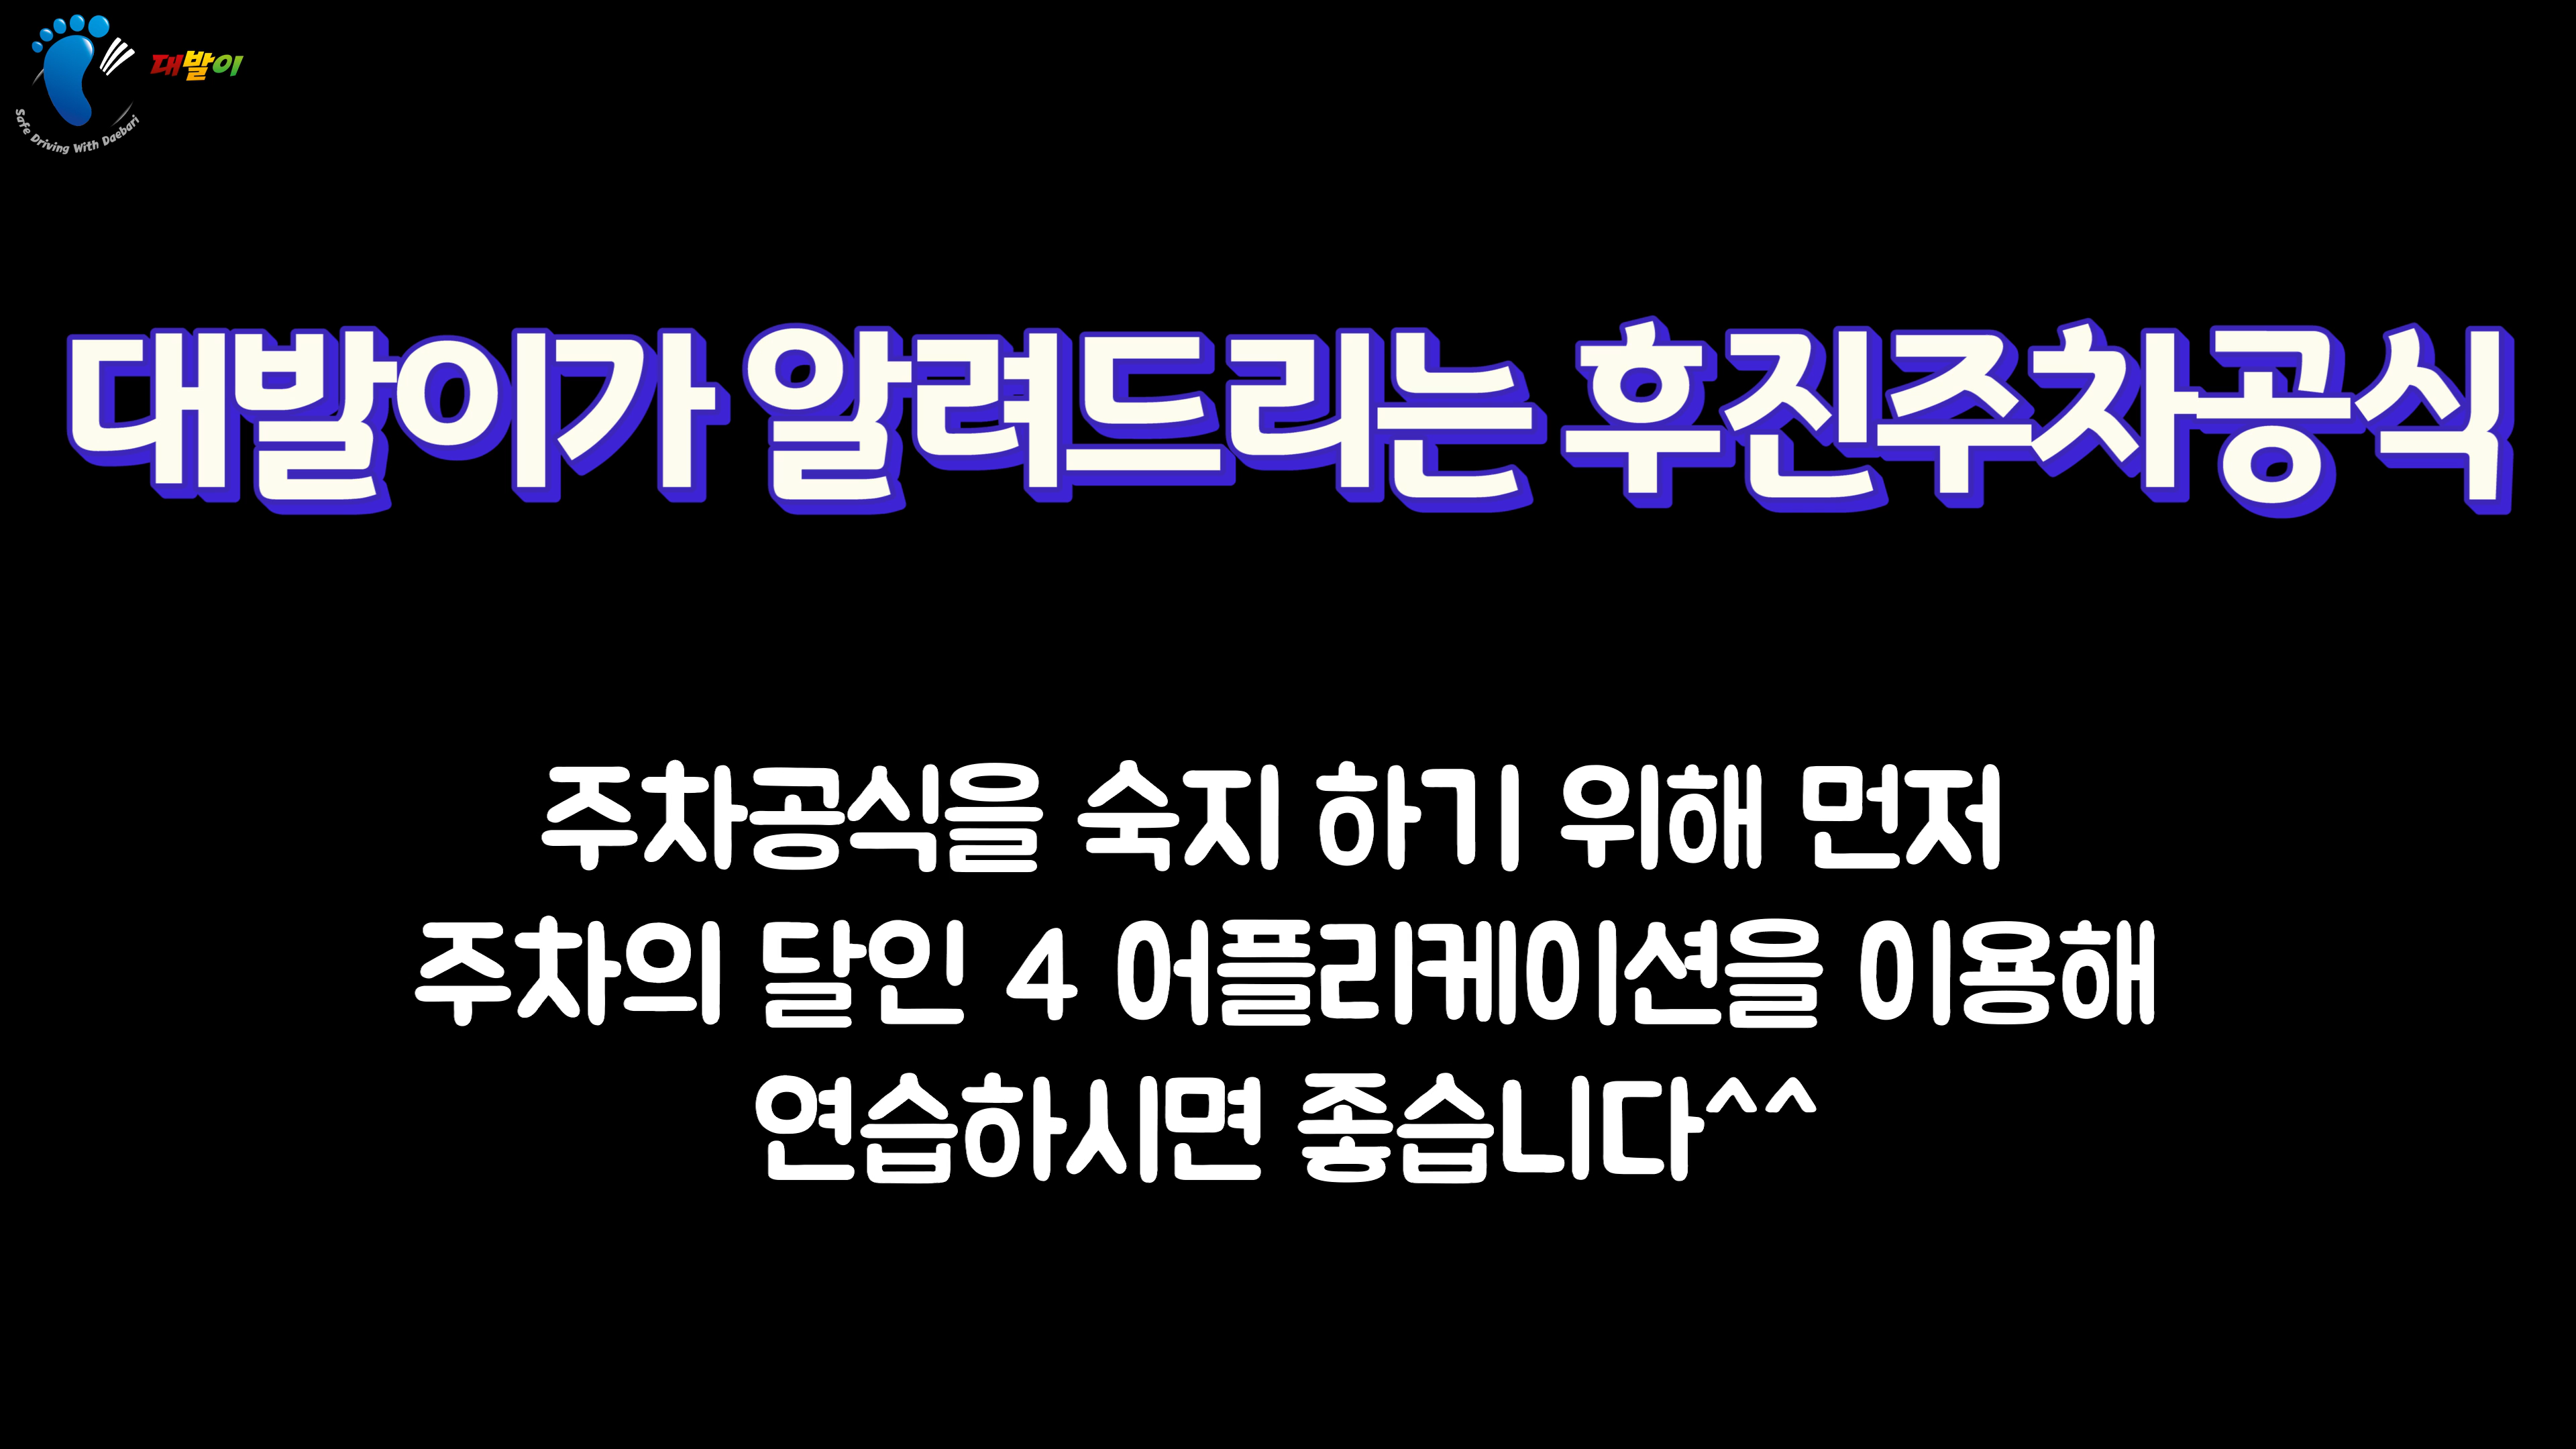 대발이
Safe Driving With Daebari
대발이가 알려드리는 후진주차공식
주차공식을 숙지 하기 위해 먼저
주차의 달인 4 어플리케이션을 이용해
연습하시면 좋습니다^^